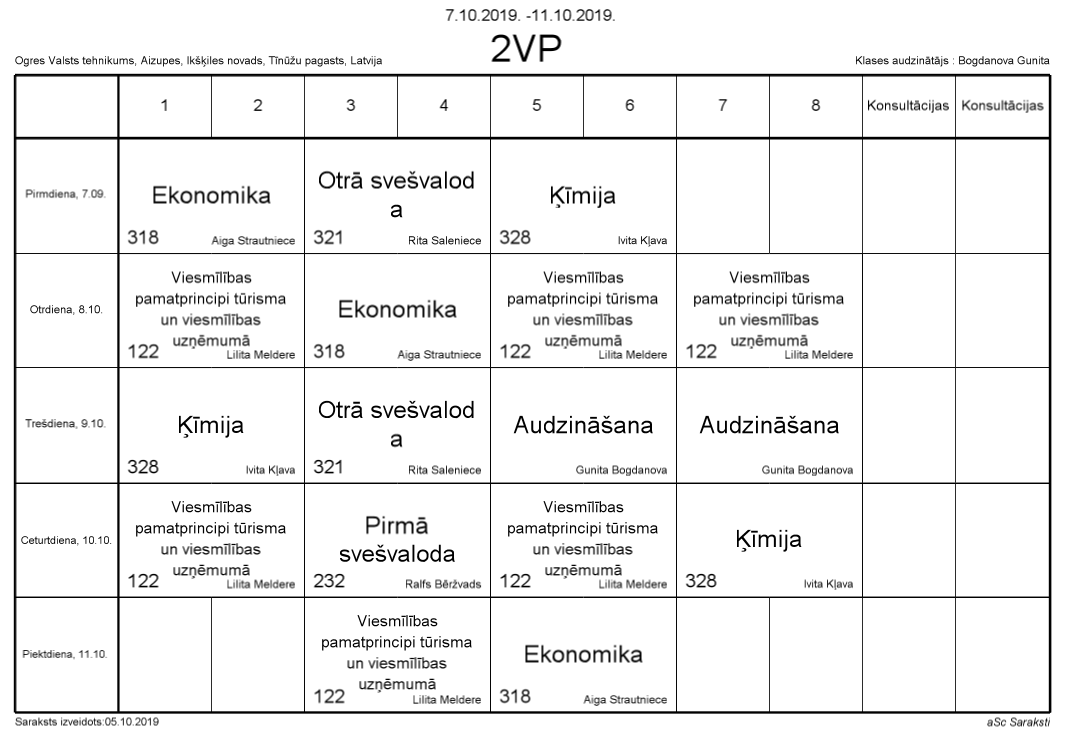 7.10.2019. -11.10.2019.
2VP
Ogres Valsts tehnikums, Aizupes, Ikšķiles novads, Tīnūžu pagasts, Latvija
Klases audzinātājs : Bogdanova Gunita
1 2 3 4 5 6 7 8 Konsultācijas Konsultācijas
Pirmdiena, 7.09.
Ekonomika
318 Aiga Strautniece
Otrā svešvalod
a
321 Rita Saleniece
Ķīmija
328 Ivita Kļava
Otrdiena, 8.10.
Viesmīlības
pamatprincipi tūrisma
un viesmīlības
uzņēmumā
122 Lilita Meldere
Ekonomika
318 Aiga Strautniece
Viesmīlības
pamatprincipi tūrisma
un viesmīlības
uzņēmumā
122 Lilita Meldere
Viesmīlības
pamatprincipi tūrisma
un viesmīlības
uzņēmumā
122 Lilita Meldere
Trešdiena, 9.10.
Ķīmija
328 Ivita Kļava
Otrā svešvalod
a
321 Rita Saleniece
Audzināšana
Gunita Bogdanova
Audzināšana
Gunita Bogdanova
Ceturtdiena, 10.10.
Viesmīlības
pamatprincipi tūrisma
un viesmīlības
uzņēmumā
122 Lilita Meldere
Pirmā
svešvaloda
232 Ralfs Bēržvads
Viesmīlības
pamatprincipi tūrisma
un viesmīlības
uzņēmumā
122 Lilita Meldere
Ķīmija
328 Ivita Kļava
Piektdiena, 11.10.
Viesmīlības
pamatprincipi tūrisma
un viesmīlības
uzņēmumā
122 Lilita Meldere
Ekonomika
318 Aiga Strautniece
Saraksts izveidots:05.10.2019
aSc Saraksti